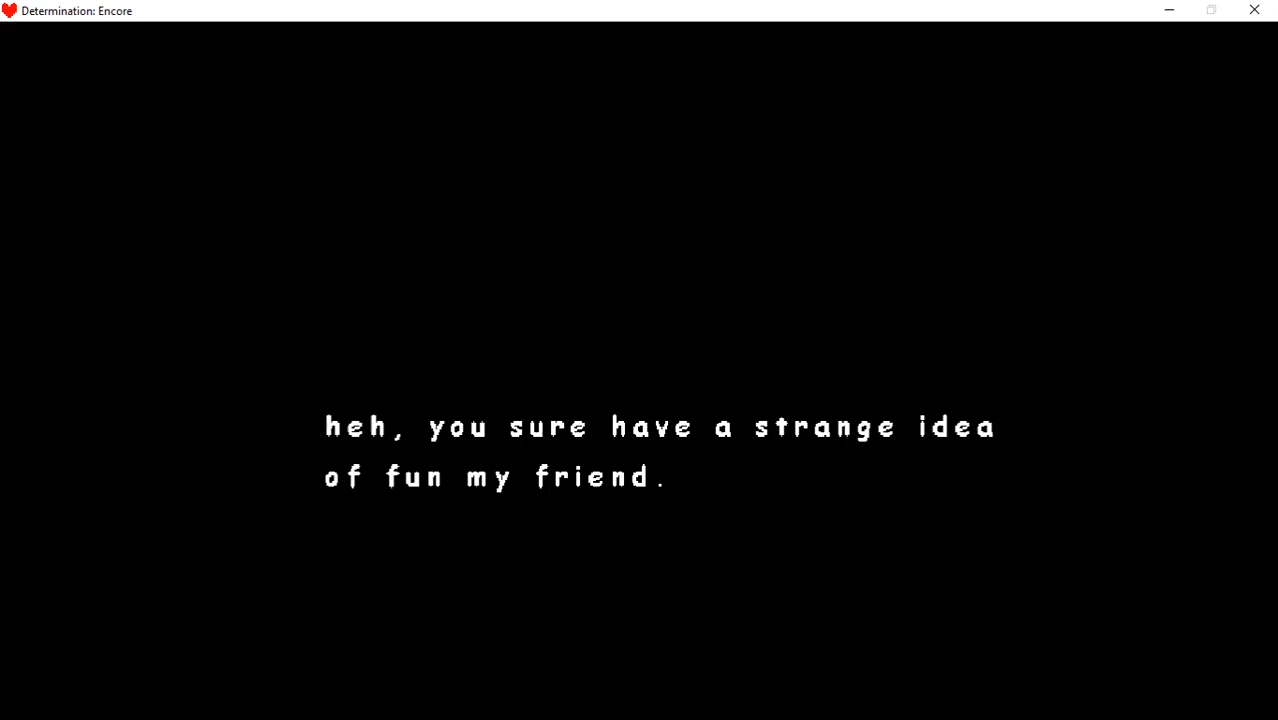 Determination: Encore
heh, you sure have a strange idea
of fun my friend.